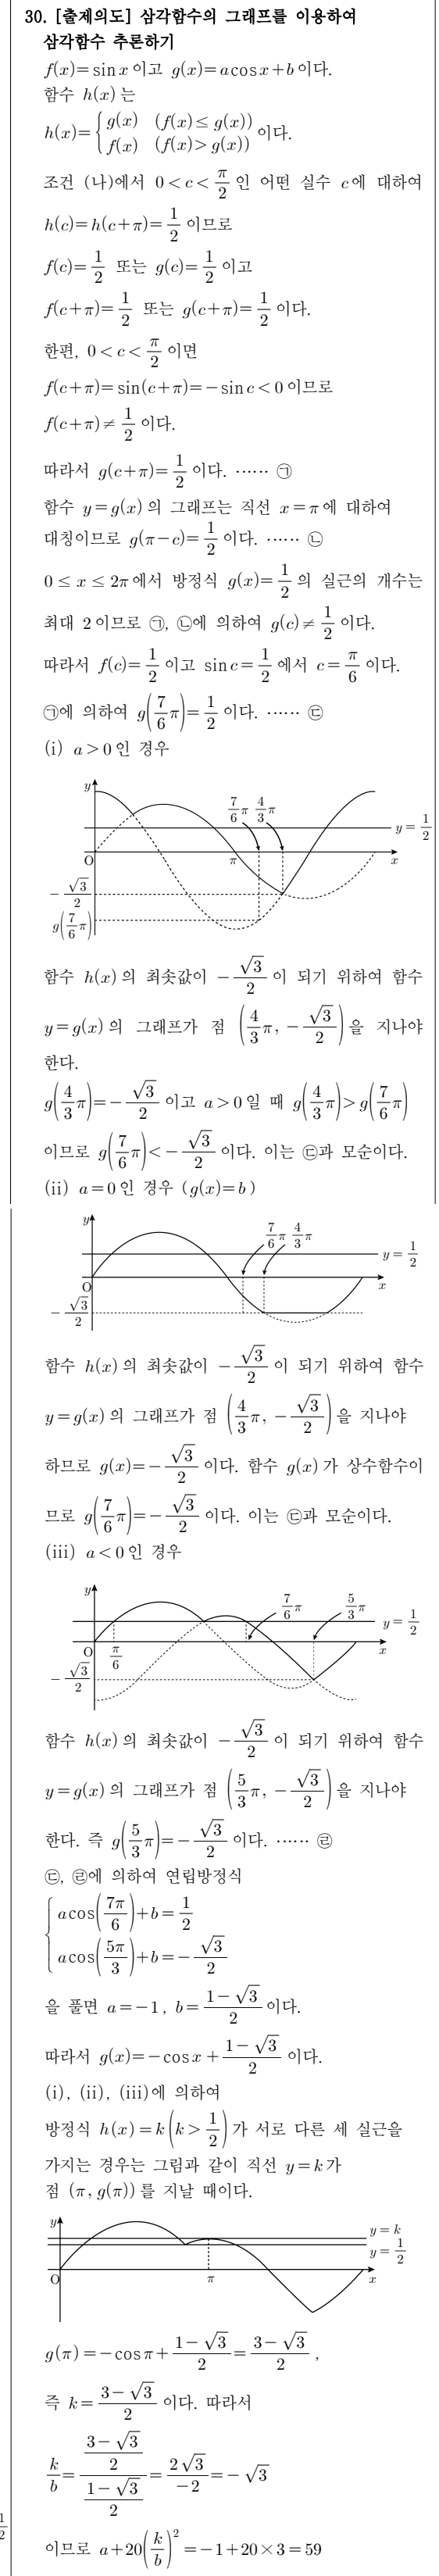 30. [출제의도] 삼각함수의 그래프를 이용하여
삼각함수 추론하기
f(x)=sin x 이고 g(x)=a cos x+b 이다.
함수 h(x)는
h(x)={g(x) (f(x)≤g(x)) f(x) (f(x)>g(x)) 이다.
조건 (나)에서 0<c<π/2 인 어떤 실수 c에 대하여
h(c)=h(c+π)=1/2 이므로
f(c)=1/2 또는 g(c)=1/2 이고
f(c+π)=1/2 또는 g(c+π)=1/2 이다.
한편, 0<c<π/2 이면
f(c+π)=sin(c+π)=-sin c<0 이므로
f(c+π)≠1/2 이다.
따라서 g(c+π)=1/2 이다. …… ㉠
함수 y=g(x)의 그래프는 직선 x=π에 대하여
대칭이므로 g(π-c)=1/2 이다. …… ㉡
0≤x≤2π에서 방정식 g(x)=1/2 의 실근의 개수는
최대 2이므로 ㉠, ㉡에 의하여 g(c)≠1/2 이다.
따라서 f(c)=1/2 이고 sin c=1/2 에서 c=π/6 이다.
㉠에 의하여 g(7/6 π)=1/2 이다. …… ㉢
(i) a>0인 경우
y
7/6 π 4/3 π
y=1/2
O π x
-√3/2
g(7/6 π)
함수 h(x)의 최솟값이 -√3/2 이 되기 위하여 함수
y=g(x)의 그래프가 점 (4/3 π, -√3/2)을 지나야
한다.
g(4/3 π)=-√3/2 이고 a>0일 때 g(4/3 π)>g(7/6 π)
이므로 g(7/6 π)<-√3/2 이다. 이는 ㉢과 모순이다.
(ii) a=0인 경우 (g(x)=b)
y
7/6 π 4/3 π
y=1/2
O x
-√3/2
함수 h(x)의 최솟값이 -√3/2 이 되기 위하여 함수
y=g(x)의 그래프가 점 (4/3 π, -√3/2)을 지나야
하므로 g(x)=-√3/2 이다. 함수 g(x)가 상수함수이
므로 g(7/6 π)=-√3/2 이다. 이는 ㉢과 모순이다.
(iii) a<0인 경우
y
7/6 π 5/3 π
y=1/2
O π/6 x
-√3/2
함수 h(x)의 최솟값이 -√3/2 이 되기 위하여 함수
y=g(x)의 그래프가 점 (5/3 π, -√3/2)을 지나야
한다. 즉 g(5/3 π)=-√3/2 이다. …… ㉣
㉢, ㉣에 의하여 연립방정식
{a cos(7π/6)+b=1/2
a cos(5π/3)+b=-√3/2
을 풀면 a=-1, b=(1-√3)/2 이다.
따라서 g(x)=-cos x+(1-√3)/2 이다.
(i), (ii), (iii)에 의하여
방정식 h(x)=k(k>1/2)가 서로 다른 세 실근을
가지는 경우는 그림과 같이 직선 y=k가
점 (π, g(π))를 지날 때이다.
y
y=k
y=1/2
O π x
g(π)=-cos π+(1-√3)/2=(3-√3)/2,
즉 k=(3-√3)/2 이다. 따라서
k/b=((3-√3)/2)/((1-√3)/2)=2√3/-2=-√3
이므로 a+20(k/b)²=-1+20×3=59
1/2